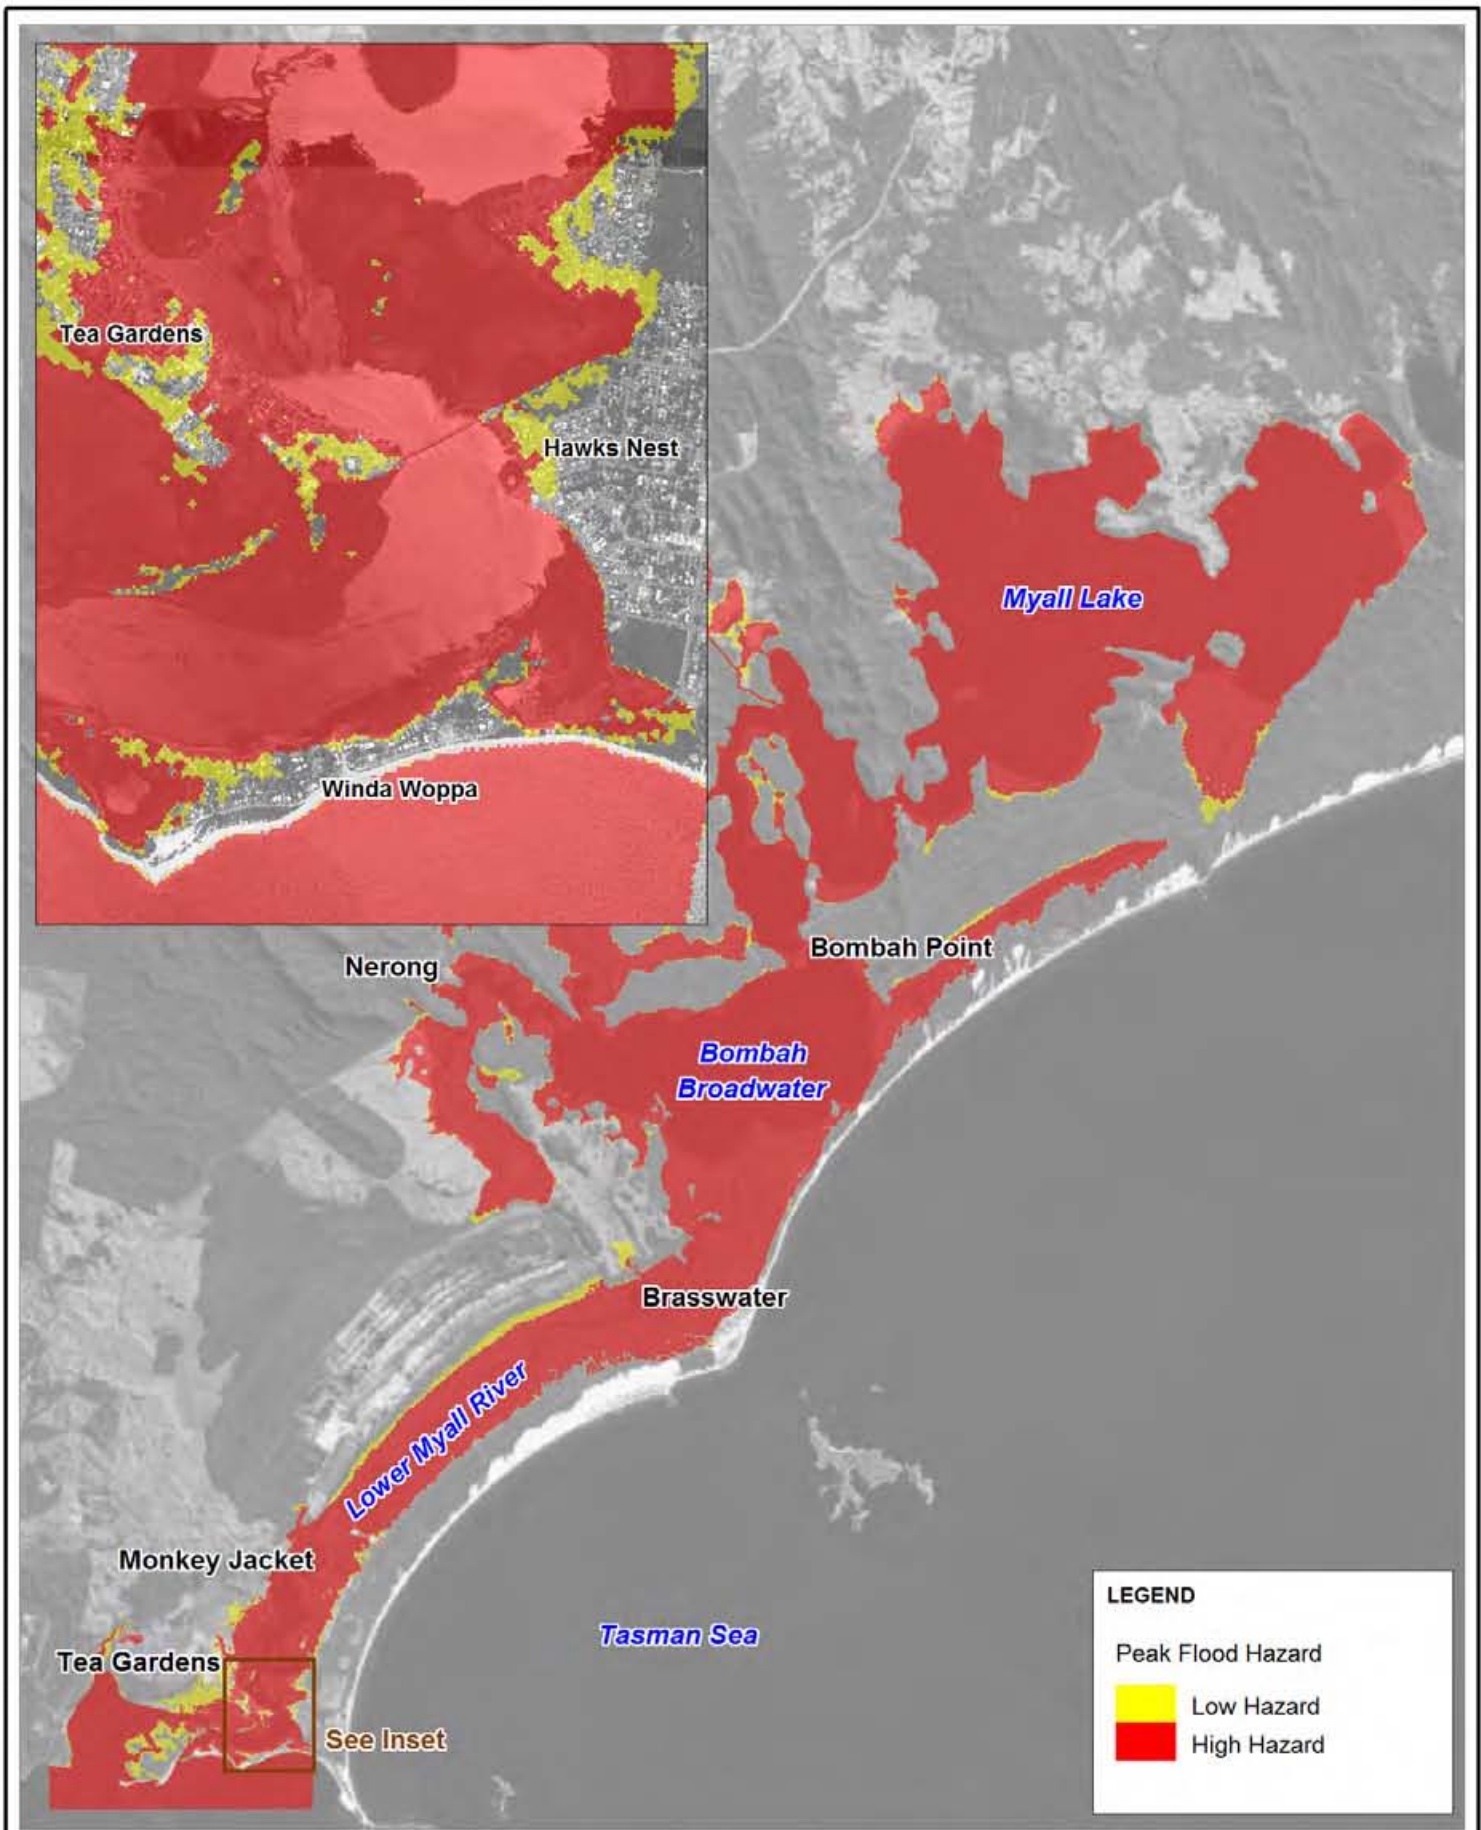 Tea Gardens
Hawks Nest
Winda Woppa
Myall Lake
Bombah Point
Nerong
Bombah
Broadwater
Brasswater
Lower Myall River
Monkey Jacket
Tea Gardens
See Inset
Tasman Sea
LEGEND
Peak Flood Hazard
Low Hazard
High Hazard